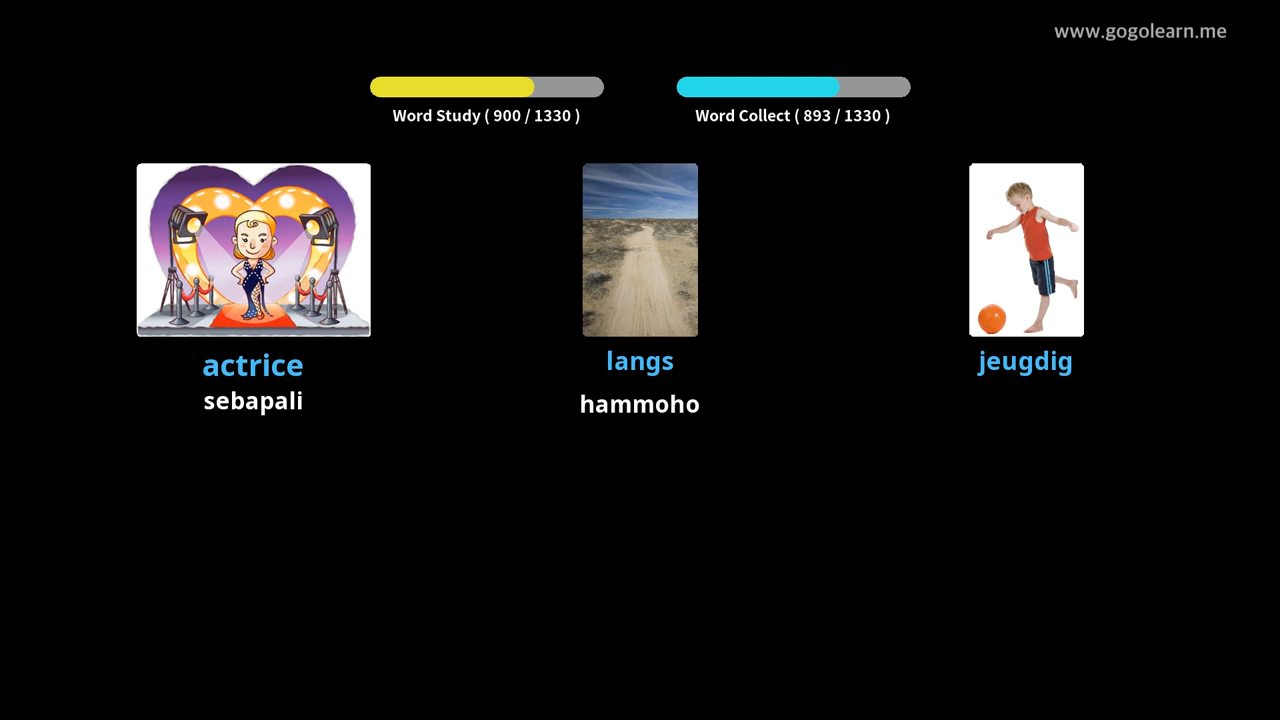 www.gogolearn.me
Word Study ( 900 / 1330 )
Word Collect ( 893 / 1330 )
actrice
sebapali
langs
hammoho
jeugdig